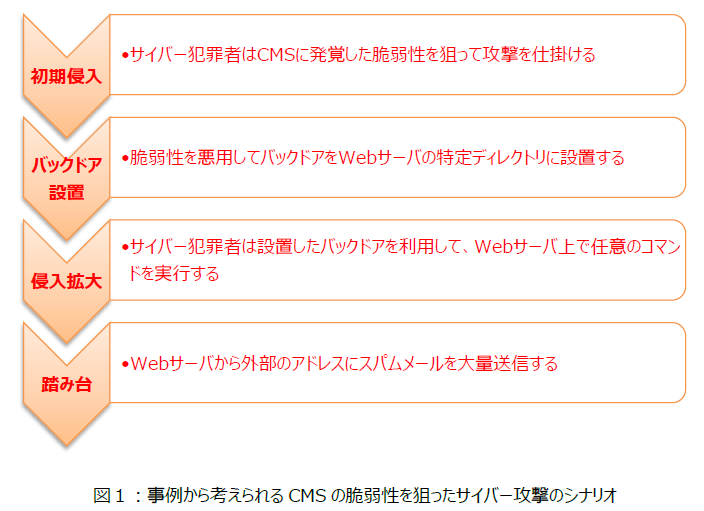 初期侵入
•サイバー犯罪者はCMSに発覚した脆弱性を狙って攻撃を仕掛ける
バックドア
設置
•脆弱性を悪用してバックドアをWebサーバの特定ディレクトリに設置する
侵入拡大
•サイバー犯罪者は設置したバックドアを利用して、Webサーバ上で任意のコマン
ドを実行する
踏み台
•Webサーバから外部のアドレスにスパムメールを大量送信する
図１：事例から考えられる CMS の脆弱性を狙ったサイバー攻撃のシナリオ